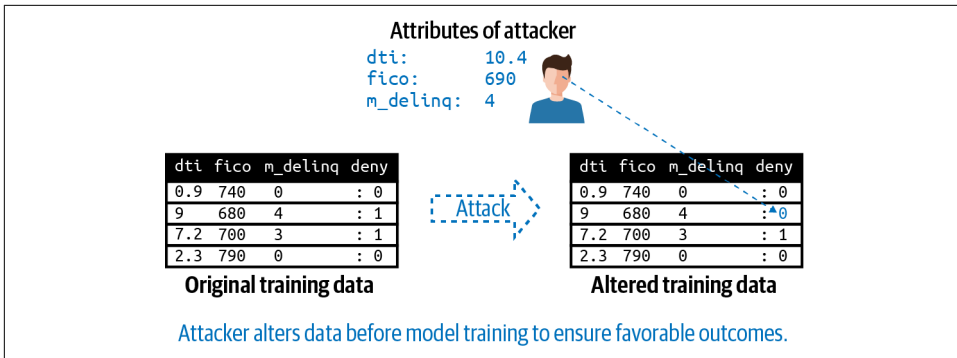 Attributes of attacker
dti: 10.4
fico: 690
m_delinq: 4
dti fico m_delinq deny
0.9 740 0 : 0
9 680 4 : 1
7.2 700 3 : 1
2.3 790 0 : 0
Original training data
Attack
dti fico m_delinq deny
0.9 740 0 : 0
9 680 4 : 0
7.2 700 3 : 1
2.3 790 0 : 0
Altered training data
Attacker alters data before model training to ensure favorable outcomes.